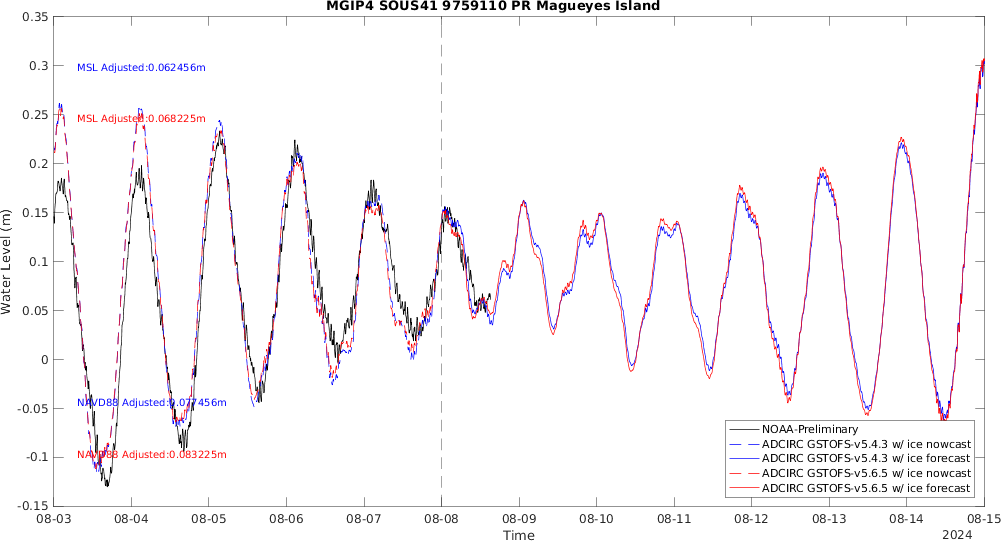 MGIP4 SOUS41 9759110 PR Magueyes Island
0.35
0.3
0.25
0.2
0.15
0.1
0.05
0
-0.05
-0.1
-0.15
Water Level (m)
MSL Adjusted:0.062456m
MSL Adjusted:0.068225m
NAVD88 Adjusted:0.077456m
NAVD88 Adjusted:0.083225m
NOAA-Preliminary
ADCIRC GSTOFS-v5.4.3 w/ ice nowcast
ADCIRC GSTOFS-v5.4.3 w/ ice forecast
ADCIRC GSTOFS-v5.6.5 w/ ice nowcast
ADCIRC GSTOFS-v5.6.5 w/ ice forecast
08-03 08-04 08-05 08-06 08-07 08-08 08-09 08-10 08-11 08-12 08-13 08-14 08-15
Time 2024